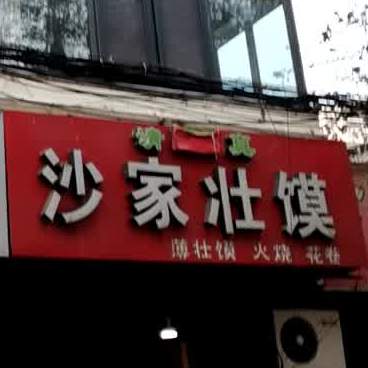 清真
沙家壮馍
薄壮馍 火烧 花卷